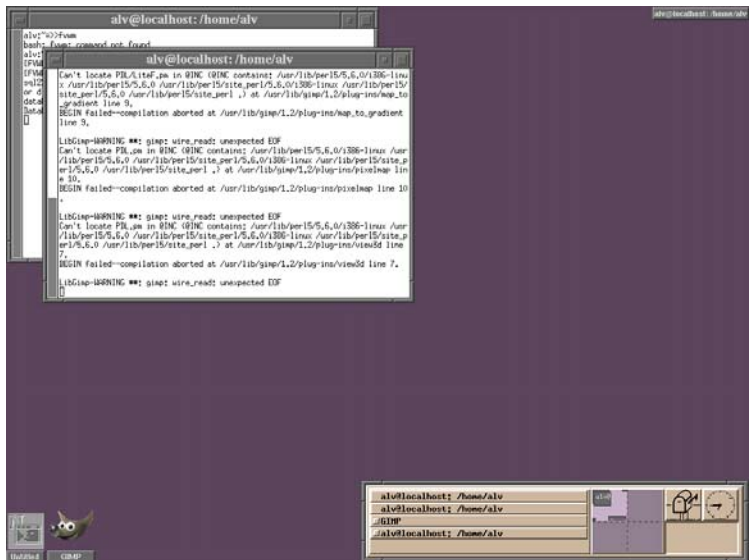 alv@localhost: /home/alv
alv:~%>>fvwm
bash: fvwm: command not found
alv@localhost: /home/alv
Can't locate PDL/LiteF.pm in @INC (@INC contains: /usr/lib/perl5/5.6.0/i386-linu
x /usr/lib/perl5/5.6.0 /usr/lib/perl5/site_perl/5.6.0/i386-linux /usr/lib/perl5/
site_perl/5.6.0 /usr/lib/perl5/site_perl .) at /usr/lib/gimp/1.2/plug-ins/map_to
_gradient line 9.
BEGIN failed--compilation aborted at /usr/lib/gimp/1.2/plug-ins/map_to_gradient
line 9.
LibGimp-WARNING **: gimp: wire_read: unexpected EOF
Can't locate PDL.pm in @INC (@INC contains: /usr/lib/perl5/5.6.0/i386-linux /usr
/lib/perl5/5.6.0 /usr/lib/perl5/site_perl/5.6.0/i386-linux /usr/lib/perl5/site_p
erl/5.6.0 /usr/lib/perl5/site_perl .) at /usr/lib/gimp/1.2/plug-ins/pixelmap lin
e 10.
BEGIN failed--compilation aborted at /usr/lib/gimp/1.2/plug-ins/pixelmap line 10
.
LibGimp-WARNING **: gimp: wire_read: unexpected EOF
Can't locate PDL.pm in @INC (@INC contains: /usr/lib/perl5/5.6.0/i386-linux /usr
/lib/perl5/5.6.0 /usr/lib/perl5/site_perl/5.6.0/i386-linux /usr/lib/perl5/site_p
erl/5.6.0 /usr/lib/perl5/site_perl .) at /usr/lib/gimp/1.2/plug-ins/view3d line
7.
BEGIN failed--compilation aborted at /usr/lib/gimp/1.2/plug-ins/view3d line 7.
LibGimp-WARNING **: gimp: wire_read: unexpected EOF
alv@localhost: /home/alv
alv@localhost: /home/alv
alv@localhost: /home/alv
GIMP
alv@localhost: /home/alv
Untitled
GIMP